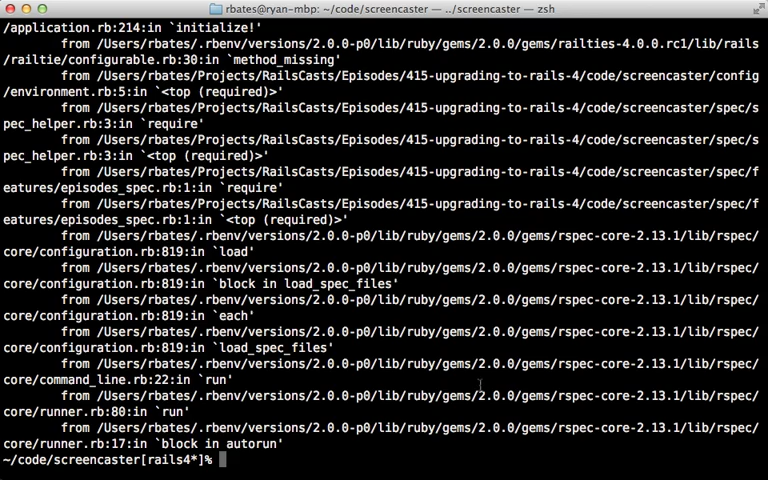 rbates@ryan-mbp: ~/code/screencaster — ../screencaster — zsh
/application.rb:214:in `initialize!'
        from /Users/rbates/.rbenv/versions/2.0.0-p0/lib/ruby/gems/2.0.0/gems/railties-4.0.0.rc1/lib/rails
/railtie/configurable.rb:30:in `method_missing'
        from /Users/rbates/Projects/RailsCasts/Episodes/415-upgrading-to-rails-4/code/screencaster/config
/environment.rb:5:in `<top (required)>'
        from /Users/rbates/Projects/RailsCasts/Episodes/415-upgrading-to-rails-4/code/screencaster/spec/s
pec_helper.rb:3:in `require'
        from /Users/rbates/Projects/RailsCasts/Episodes/415-upgrading-to-rails-4/code/screencaster/spec/s
pec_helper.rb:3:in `<top (required)>'
        from /Users/rbates/Projects/RailsCasts/Episodes/415-upgrading-to-rails-4/code/screencaster/spec/f
eatures/episodes_spec.rb:1:in `require'
        from /Users/rbates/Projects/RailsCasts/Episodes/415-upgrading-to-rails-4/code/screencaster/spec/f
eatures/episodes_spec.rb:1:in `<top (required)>'
        from /Users/rbates/.rbenv/versions/2.0.0-p0/lib/ruby/gems/2.0.0/gems/rspec-core-2.13.1/lib/rspec/
core/configuration.rb:819:in `load'
        from /Users/rbates/.rbenv/versions/2.0.0-p0/lib/ruby/gems/2.0.0/gems/rspec-core-2.13.1/lib/rspec/
core/configuration.rb:819:in `block in load_spec_files'
        from /Users/rbates/.rbenv/versions/2.0.0-p0/lib/ruby/gems/2.0.0/gems/rspec-core-2.13.1/lib/rspec/
core/configuration.rb:819:in `each'
        from /Users/rbates/.rbenv/versions/2.0.0-p0/lib/ruby/gems/2.0.0/gems/rspec-core-2.13.1/lib/rspec/
core/configuration.rb:819:in `load_spec_files'
        from /Users/rbates/.rbenv/versions/2.0.0-p0/lib/ruby/gems/2.0.0/gems/rspec-core-2.13.1/lib/rspec/
core/command_line.rb:22:in `run'
        from /Users/rbates/.rbenv/versions/2.0.0-p0/lib/ruby/gems/2.0.0/gems/rspec-core-2.13.1/lib/rspec/
core/runner.rb:80:in `run'
        from /Users/rbates/.rbenv/versions/2.0.0-p0/lib/ruby/gems/2.0.0/gems/rspec-core-2.13.1/lib/rspec/
core/runner.rb:17:in `block in autorun'
~/code/screencaster[rails4*]%